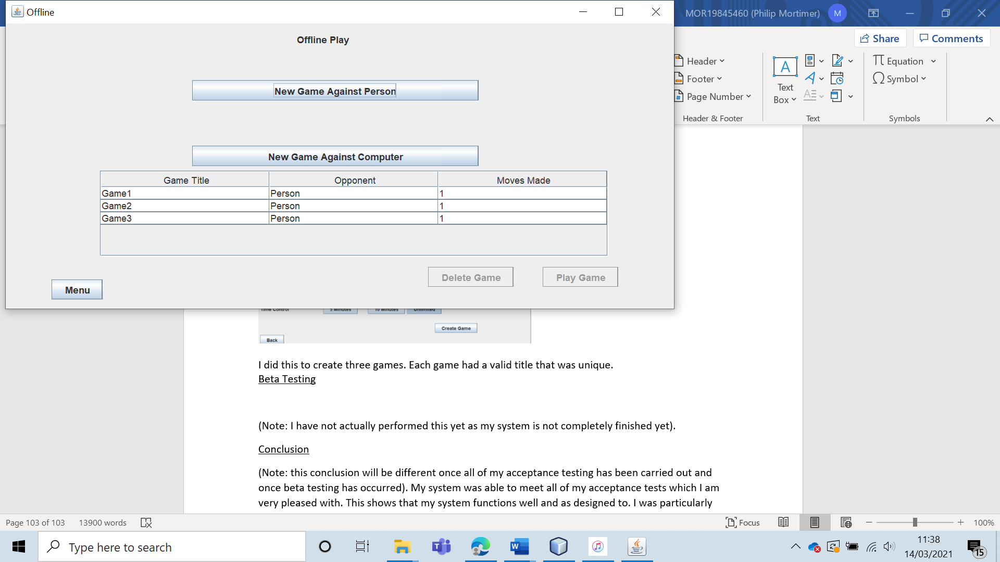 Offline
MOR19845460 (Philip Mortimer)
M
Share
Comments
Offline Play
New Game Against Person
New Game Against Computer
Game Title Opponent Moves Made
Game1 Person 1
Game2 Person 1
Game3 Person 1
Delete Game Play Game
Menu
Header
Footer
Page Number
Header & Footer
A
Text
Box
Text
Equation
Symbol
Symbols
Time Control 5 Minutes 10 Minutes Unlimited
Create Game
Back
I did this to create three games. Each game had a valid title that was unique.
Beta Testing
(Note: I have not actually performed this yet as my system is not completely finished yet).
Conclusion
(Note: this conclusion will be different once all of my acceptance testing has been carried out and
once beta testing has occurred). My system was able to meet all of my acceptance tests which I am
very pleased with. This shows that my system functions well and as designed to. I was particularly
Page 103 of 103 13900 words
Focus
100%
Type here to search
11:38
14/03/2021
15